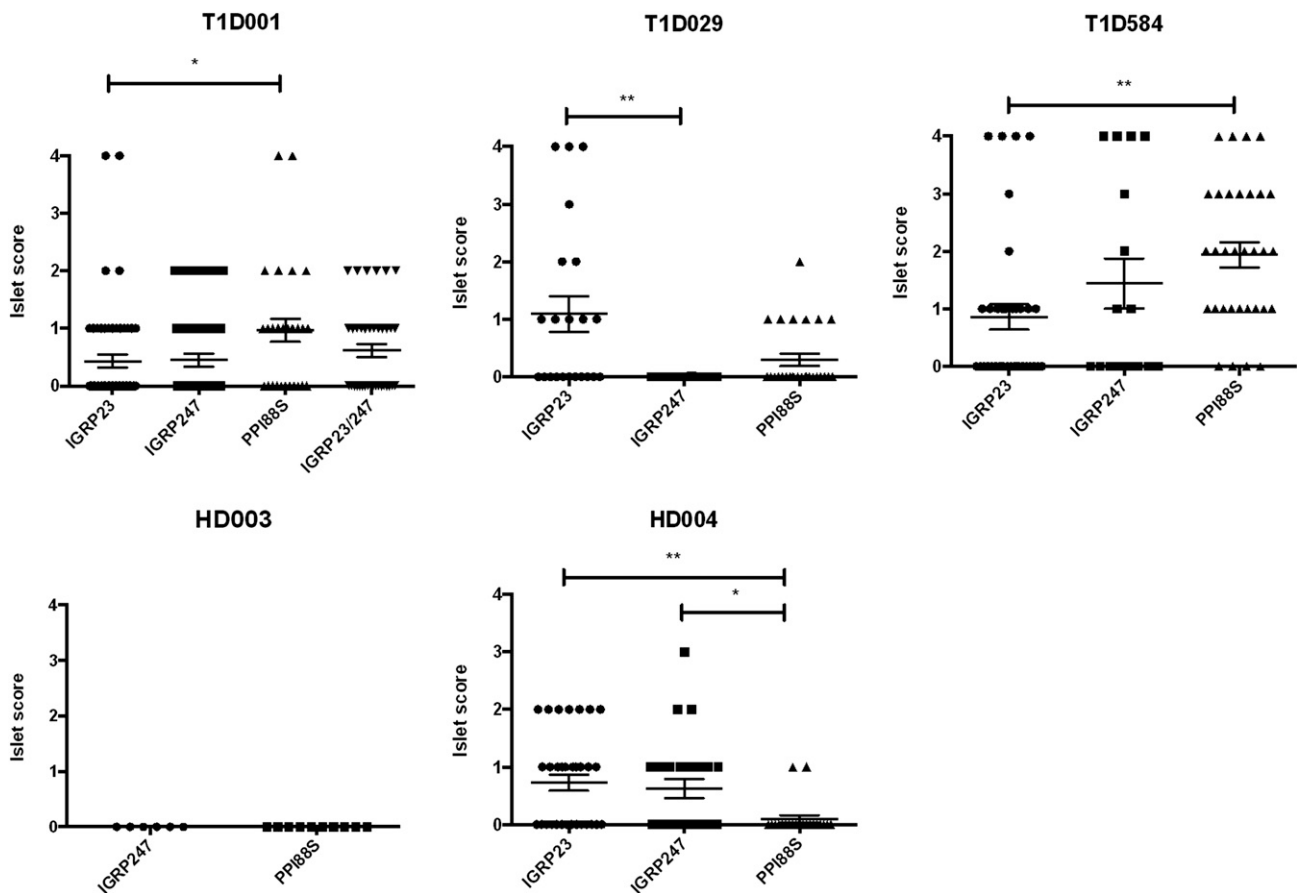 T1D001
*
Islet score
4
3
2
1
0
IGRP23
IGRP247
PPI88S
IGRP23/247
T1D029
**
Islet score
4
3
2
1
0
IGRP23
IGRP247
PPI88S
T1D584
**
Islet score
4
3
2
1
0
IGRP23
IGRP247
PPI88S
HD003
Islet score
4
3
2
1
0
IGRP247
PPI88S
HD004
**
*
Islet score
4
3
2
1
0
IGRP23
IGRP247
PPI88S